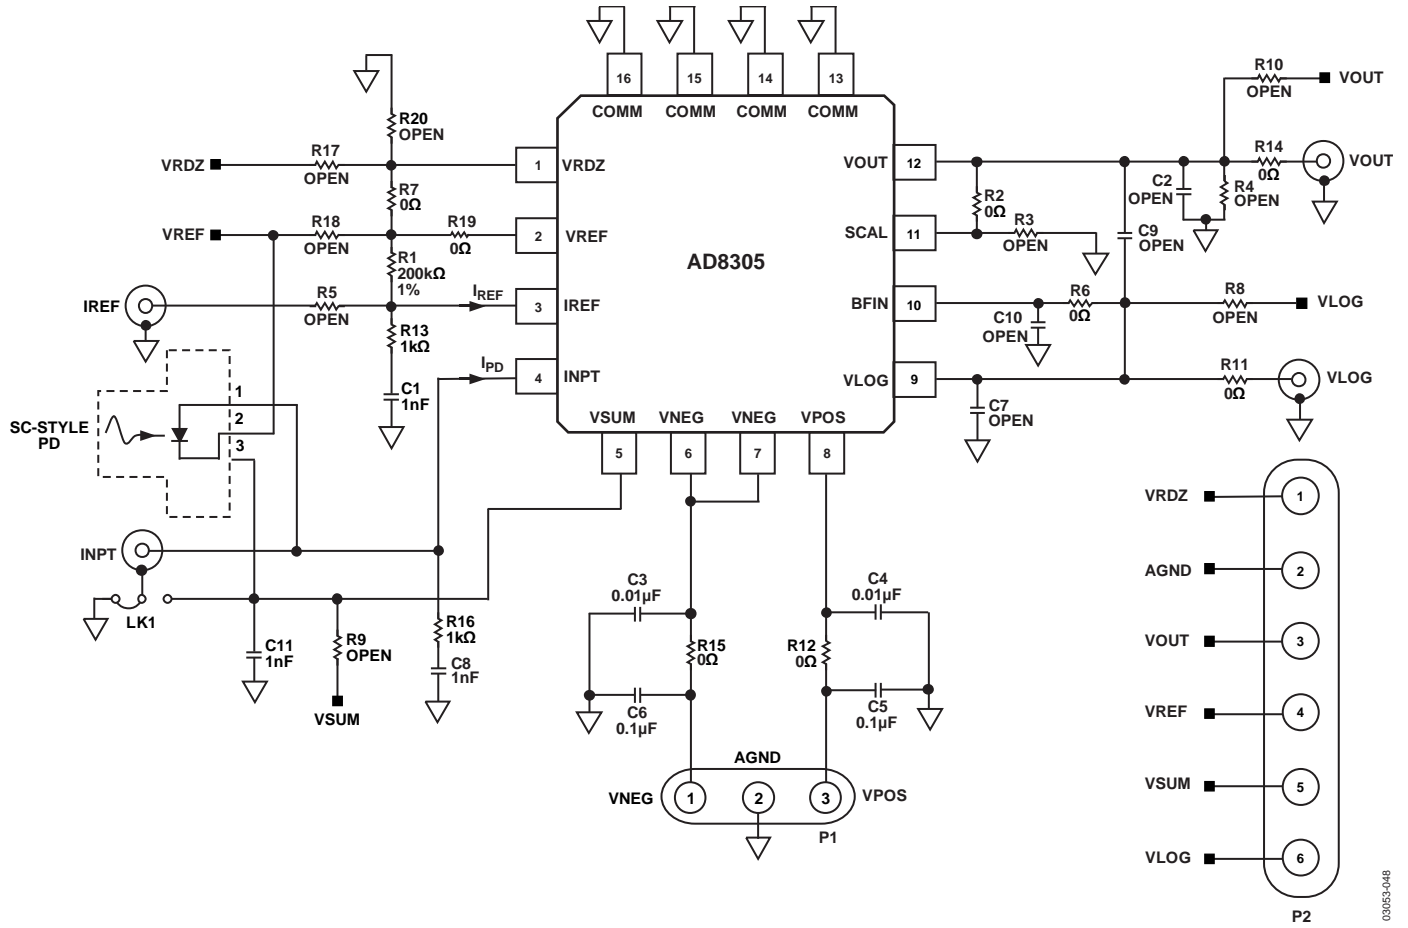 16
15
14
13
COMM
COMM
COMM
COMM
R20
OPEN
VRDZ
R17
OPEN
1
VRDZ
R7
0Ω
VREF
R18
OPEN
R19
0Ω
2
VREF
R1
200kΩ
1%
IREF
R5
OPEN
IREF
3
IREF
R13
1kΩ
IPD
4
INPT
C1
1nF
AD8305
R10
OPEN
VOUT
VOUT
12
R14
0Ω
VOUT
C2
OPEN
R4
OPEN
R2
0Ω
SCAL
11
R3
OPEN
C9
OPEN
BFIN
10
C10
OPEN
R6
0Ω
R8
OPEN
VLOG
VLOG
9
R11
0Ω
VLOG
C7
OPEN
VSUM
VNEG
VNEG
VPOS
5
6
7
8
SC-STYLE
PD
1
2
3
INPT
LK1
C11
1nF
R9
OPEN
VSUM
R16
1kΩ
C8
1nF
C3
0.01µF
C4
0.01µF
R15
0Ω
R12
0Ω
C6
0.1µF
C5
0.1µF
AGND
VNEG
1
2
3
VPOS
P1
VRDZ
1
AGND
2
VOUT
3
VREF
4
VSUM
5
VLOG
6
P2
03053-048